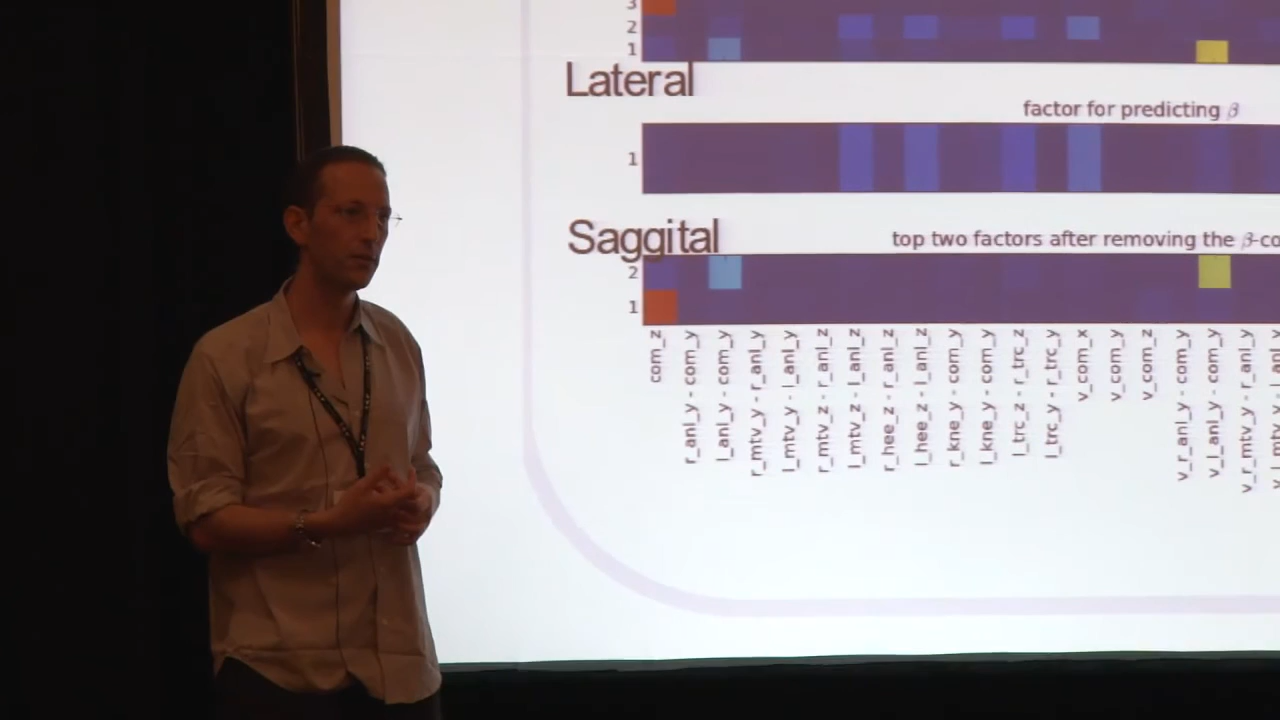 3
2
1
Lateral
factor for predicting β
1
Saggital
top two factors after removing the β-co
2
1
com_z
r_anl_y - com_y
l_anl_y - com_y
r_mtv_y - r_anl_y
l_mtv_y - l_anl_y
r_mtv_z - r_anl_z
l_mtv_z - l_anl_z
r_hee_z - r_anl_z
l_hee_z - l_anl_z
r_kne_y - com_y
l_kne_y - com_y
l_trc_z - r_trc_z
l_trc_y - r_trc_y
v_com_x
v_com_y
v_com_z
v_r_anl_y - com_y
v_l_anl_y - com_y
v_r_mtv_y - r_anl_y